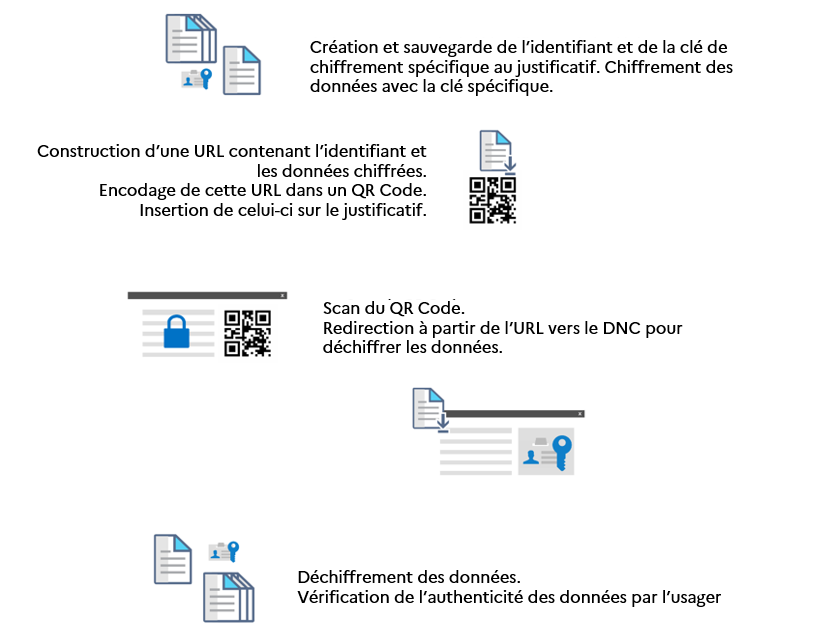 Création et sauvegarde de l’identifiant et de la clé de
chiffrement spécifique au justificatif. Chiffrement des
données avec la clé spécifique.
Construction d’une URL contenant l’identifiant et
les données chiffrées.
Encodage de cette URL dans un QR Code.
Insertion de celui-ci sur le justificatif.
Scan du QR Code.
Redirection à partir de l’URL vers le DNC pour
déchiffrer les données.
Déchiffrement des données.
Vérification de l’authenticité des données par l’usager